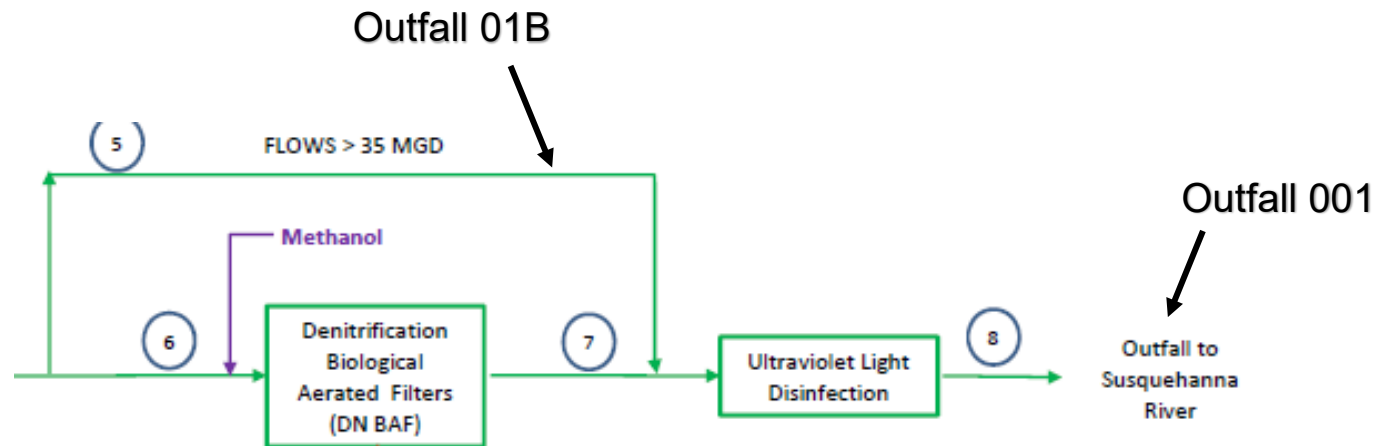 Outfall 01B
5
FLOWS > 35 MGD
Outfall 001
Methanol
6
Denitrification
Biological
Aerated Filters
(DN BAF)
7
Ultraviolet Light
Disinfection
8
Outfall to
Susquehanna
River